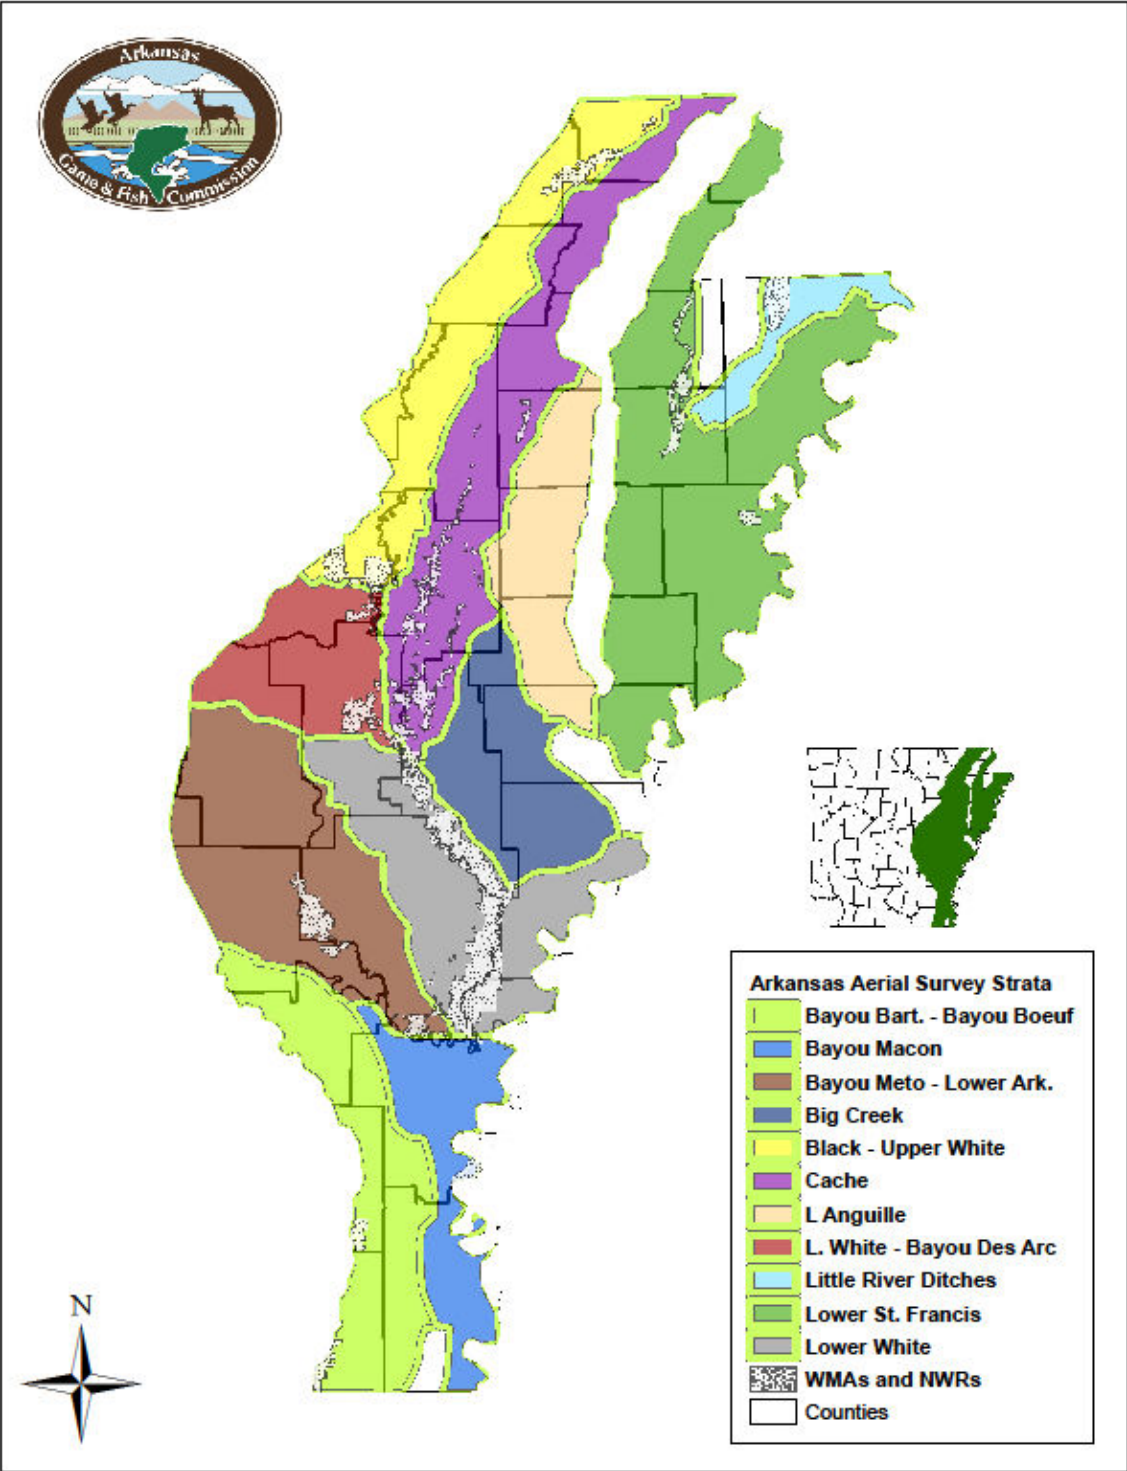 Arkansas
Game & Fish Commission
Arkansas Aerial Survey Strata
Bayou Bart. - Bayou Boeuf
Bayou Macon
Bayou Meto - Lower Ark.
Big Creek
Black - Upper White
Cache
L Anguille
L. White - Bayou Des Arc
Little River Ditches
Lower St. Francis
Lower White
WMAs and NWRs
Counties
N